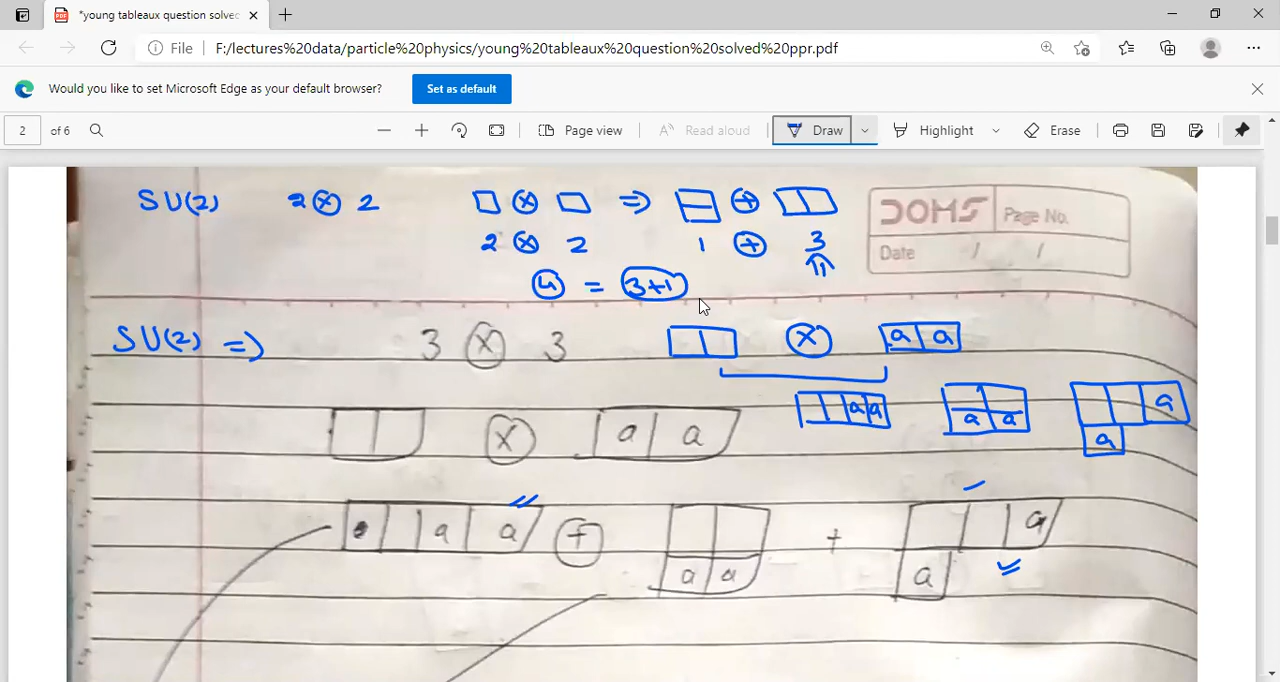 *young tableaux question solved
File F:/lectures%20data/particle%20physics/young%20tableaux%20question%20solved%20ppr.pdf
Would you like to set Microsoft Edge as your default browser? Set as default
2 of 6 Page view Read aloud Draw Highlight Erase
SU(2) 2 ⊗ 2 ⊗ ⇒ ⊕
DOMS Page No.
2 ⊗ 2 1 ⊕ 3
Date / /
4 = 3+1
SU(2) ⇒ 3 ⊗ 3 ⊗ a a
a a a a a a
⊗ a a
a a ⊕ + a
a a a